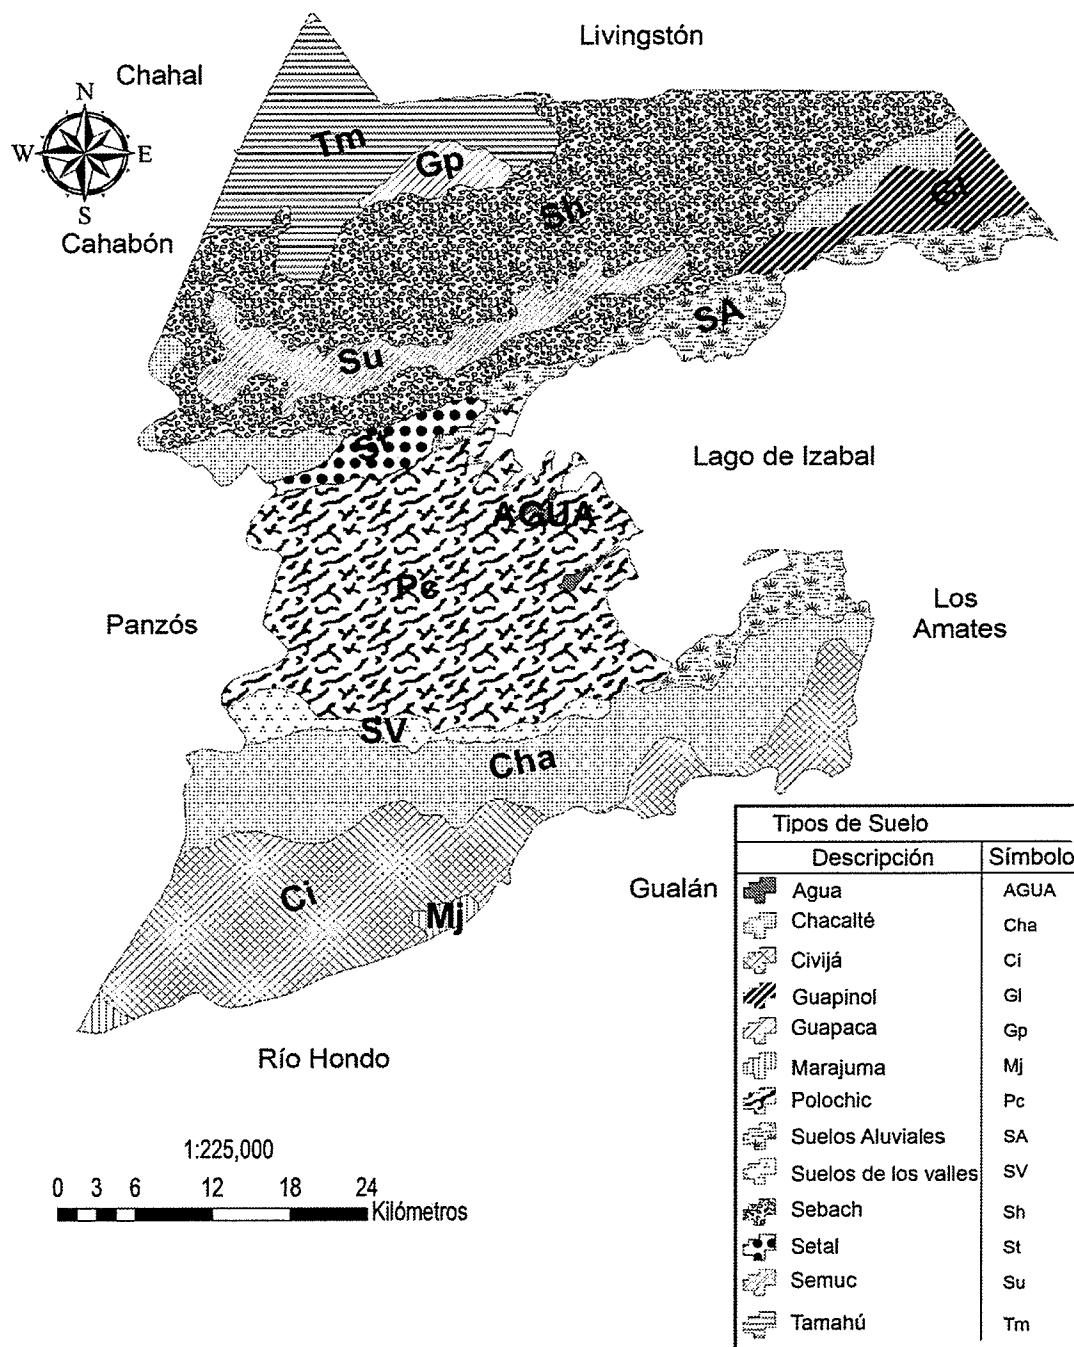 Livingstón
Chahal
N
W E
S
Cahabón
Tm
Gp
Sh
Gl
SA
Su
St
Lago de Izabal
AGUA
Pc
Panzós
Los
Amates
SV
Cha
Ci
Mj
Gualán
Río Hondo
1:225,000
0 3 6 12 18 24
Kilómetros
Tipos de Suelo
Descripción Símbolo
Agua AGUA
Chacalté Cha
Civijá Ci
Guapinol Gl
Guapaca Gp
Marajuma Mj
Polochic Pc
Suelos Aluviales SA
Suelos de los valles SV
Sebach Sh
Setal St
Semuc Su
Tamahú Tm